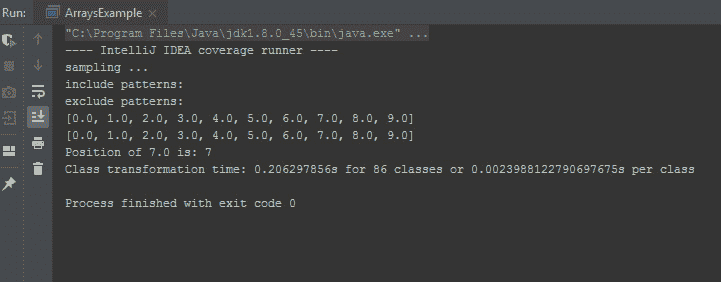 Run: ArraysExample
"C:\Program Files\Java\jdk1.8.0_45\bin\java.exe" ...
---- IntelliJ IDEA coverage runner ----
sampling ...
include patterns:
exclude patterns:
[0.0, 1.0, 2.0, 3.0, 4.0, 5.0, 6.0, 7.0, 8.0, 9.0]
[0.0, 1.0, 2.0, 3.0, 4.0, 5.0, 6.0, 7.0, 8.0, 9.0]
Position of 7.0 is: 7
Class transformation time: 0.206297856s for 86 classes or 0.0023988122790697675s per class
Process finished with exit code 0